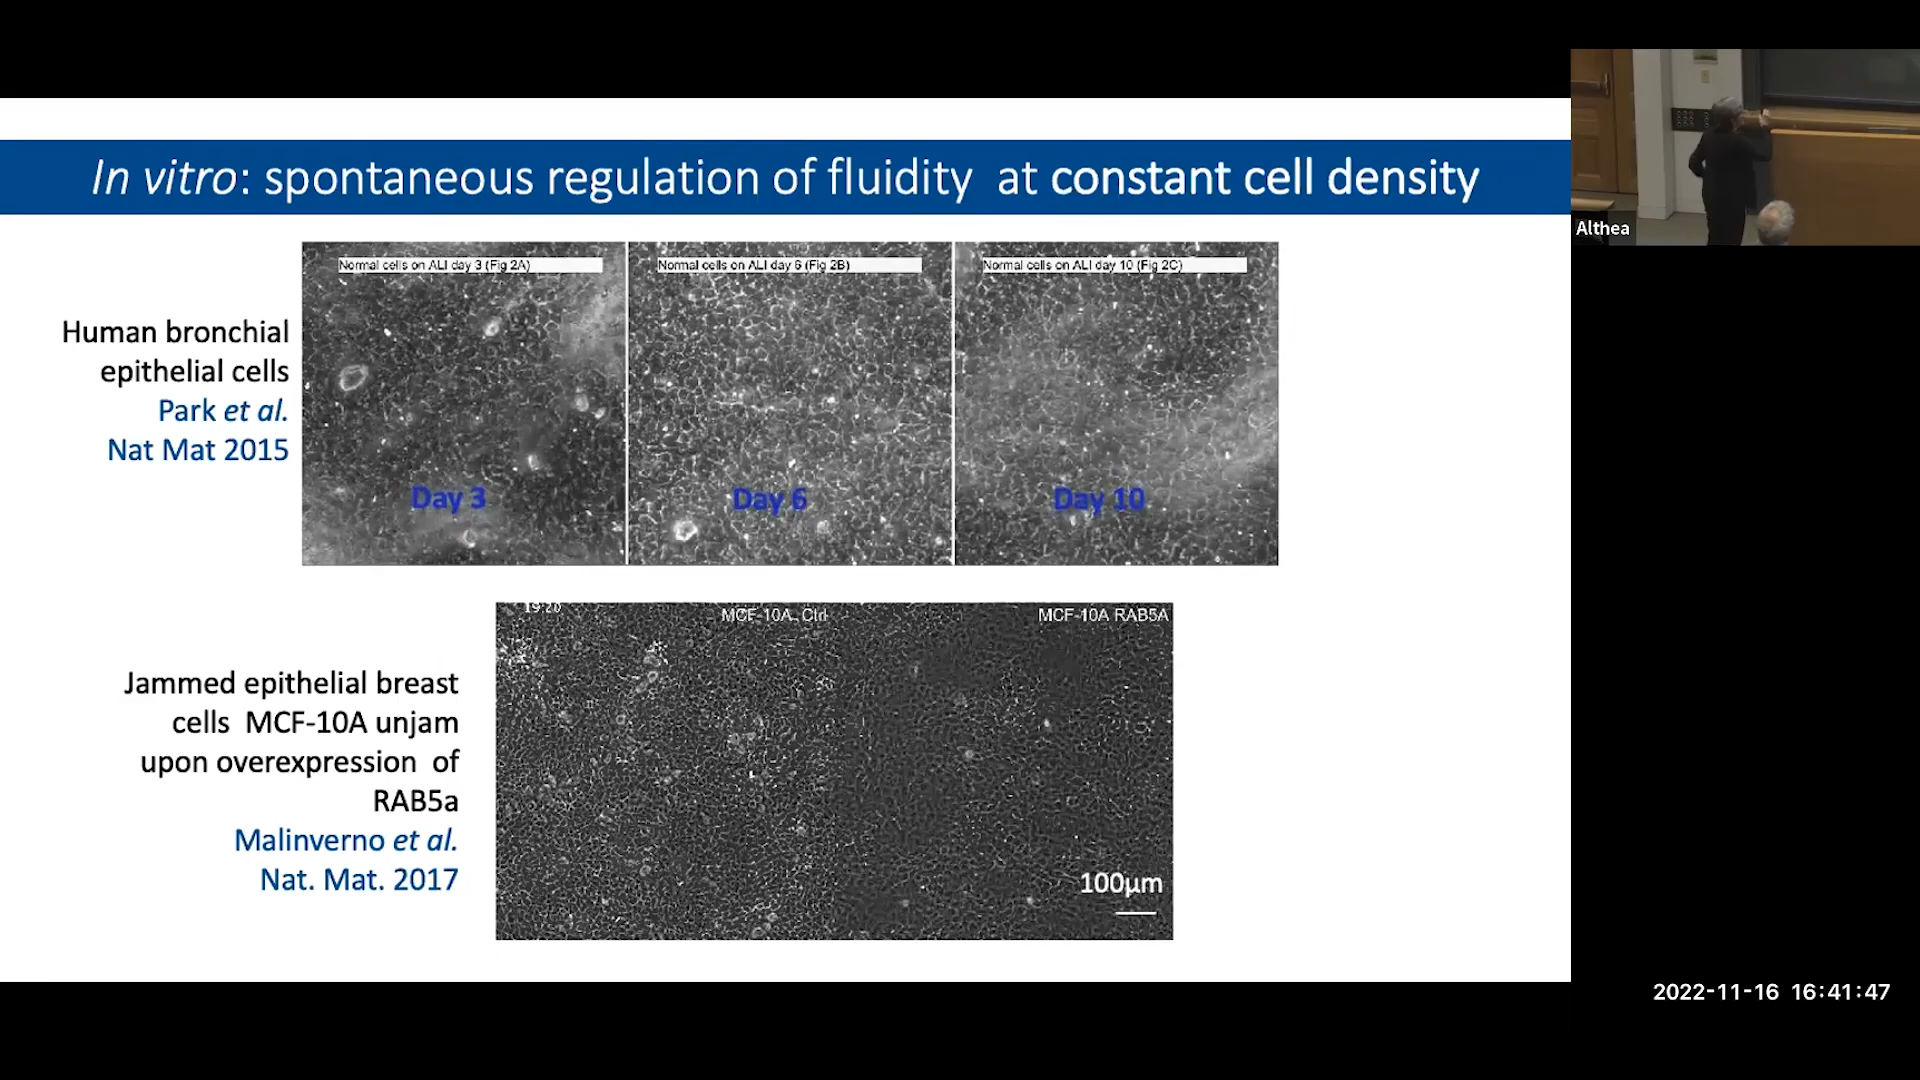 In vitro: spontaneous regulation of fluidity at constant cell density
Normal cells on ALI day 3 (Fig 2A)
Normal cells on ALI day 6 (Fig 2B)
Normal cells on ALI day 10 (Fig 2C)
Human bronchial
epithelial cells
Park et al.
Nat Mat 2015
Day 3
Day 6
Day 10
19:20
MCF-10A Ctrl
MCF-10A RAB5A
Jammed epithelial breast
cells MCF-10A unjam
upon overexpression of
RAB5a
Malinverno et al.
Nat. Mat. 2017
100μm
Althea
2022-11-16 16:41:47